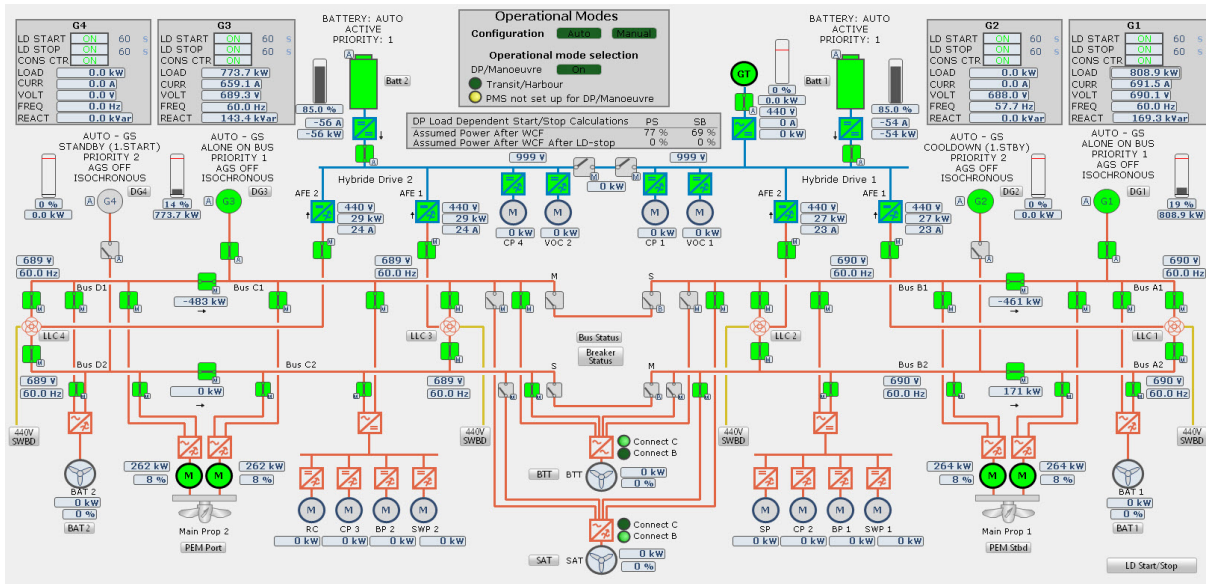 G4
LD START ON 60 s
LD STOP ON 60 s
CONS CTR ON
LOAD 0.0 kW
CURR 0.0 A
VOLT 0.0 V
FREQ 0.0 Hz
REACT 0.0 kVar
G3
LD START ON 60 s
LD STOP ON 60 s
CONS CTR ON
LOAD 773.7 kW
CURR 659.1 A
VOLT 689.3 V
FREQ 60.0 Hz
REACT 143.4 kVar
BATTERY: AUTO
ACTIVE
PRIORITY: 1
A
Batt 2
85.0 %
-56 A
-56 kW
A
Operational Modes
Configuration Auto Manual
Operational mode selection
DP/Manoeuvre On
Transit/Harbour
PMS not set up for DP/Manoeuvre
DP Load Dependent Start/Stop Calculations PS SB
Assumed Power After WCF 77 % 69 %
Assumed Power After WCF After LD-stop 0 % 0 %
GT
A
0 %
0.0 kW
440 V
0 A
0 kW
A
BATTERY: AUTO
ACTIVE
PRIORITY: 1
A
Batt 1
85.0 %
-54 A
-54 kW
A
G2
LD START ON 60 s
LD STOP ON 60 s
CONS CTR ON
LOAD 0.0 kW
CURR 0.0 A
VOLT 688.0 V
FREQ 57.7 Hz
REACT 0.0 kVar
G1
LD START ON 60 s
LD STOP ON 60 s
CONS CTR ON
LOAD 808.9 kW
CURR 691.5 A
VOLT 690.1 V
FREQ 60.0 Hz
REACT 169.3 kVar
AUTO - GS
STANDBY (1.START)
PRIORITY 2
AGS OFF
ISOCHRONOUS
0 %
0.0 kW
A
G4
DG4
A
AUTO - GS
ALONE ON BUS
PRIORITY 1
AGS OFF
ISOCHRONOUS
14 %
773.7 kW
A
G3
DG3
A
AUTO - GS
COOLDOWN (1.STBY)
PRIORITY 2
AGS OFF
ISOCHRONOUS
A
G2
DG2
0 %
0.0 kW
A
AUTO - GS
ALONE ON BUS
PRIORITY 1
AGS OFF
ISOCHRONOUS
A
G1
DG1
19 %
808.9 kW
A
999 V
M
0 kW
M
999 V
Hybride Drive 2
Hybride Drive 1
AFE 2
440 V
29 kW
24 A
M
AFE 1
440 V
29 kW
24 A
M
M
CP 4
0 kW
M
VOC 2
0 kW
M
CP 1
0 kW
M
VOC 1
0 kW
AFE 2
440 V
27 kW
23 A
M
AFE 1
440 V
27 kW
23 A
M
689 V
60.0 Hz
689 V
60.0 Hz
690 V
60.0 Hz
690 V
60.0 Hz
Bus D1
-483 kW
Bus C1
M
S
Bus B1
-461 kW
Bus A1
LLC 4
LLC 3
Bus Status
Breaker
Status
LLC 2
LLC 1
Bus D2
0 kW
Bus C2
S
M
Bus B2
171 kW
Bus A2
689 V
60.0 Hz
689 V
60.0 Hz
690 V
60.0 Hz
690 V
60.0 Hz
440V
SWBD
440V
SWBD
440V
SWBD
440V
SWBD
BAT 2
0 kW
0 %
BAT 2
262 kW
8 %
M
M
262 kW
8 %
Main Prop 2
PEM Port
M
RC
0 kW
M
CP 3
0 kW
M
BP 2
0 kW
M
SWP 2
0 kW
Connect C
Connect B
BTT
BTT
0 kW
0 %
Connect C
Connect B
SAT
SAT
0 kW
0 %
M
SP
0 kW
M
CP 2
0 kW
M
BP 1
0 kW
M
SWP 1
0 kW
264 kW
8 %
M
M
264 kW
8 %
Main Prop 1
PEM Stbd
BAT 1
0 kW
0 %
BAT 1
LD Start/Stop